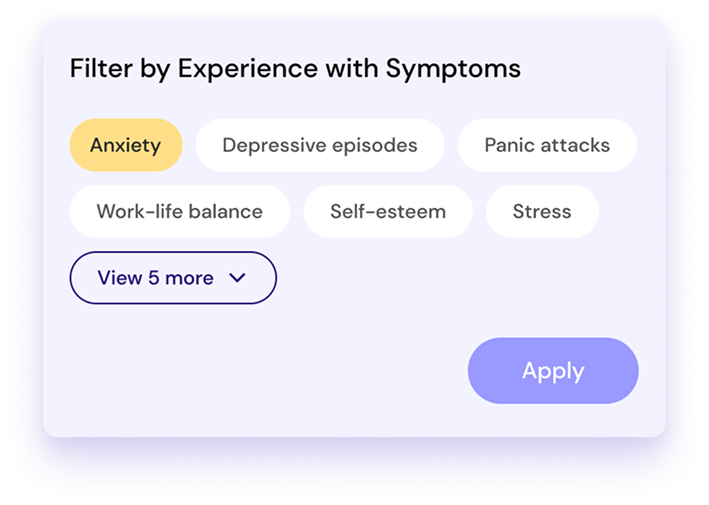 Filter by Experience with Symptoms
Anxiety Depressive episodes Panic attacks
Work-life balance Self-esteem Stress
View 5 more
Apply